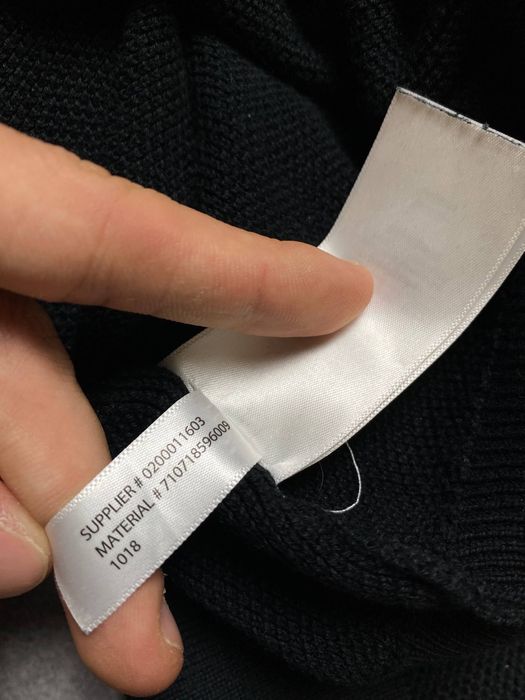 SUPPLIER # 0200011603
MATERIAL # 710718596009
1018